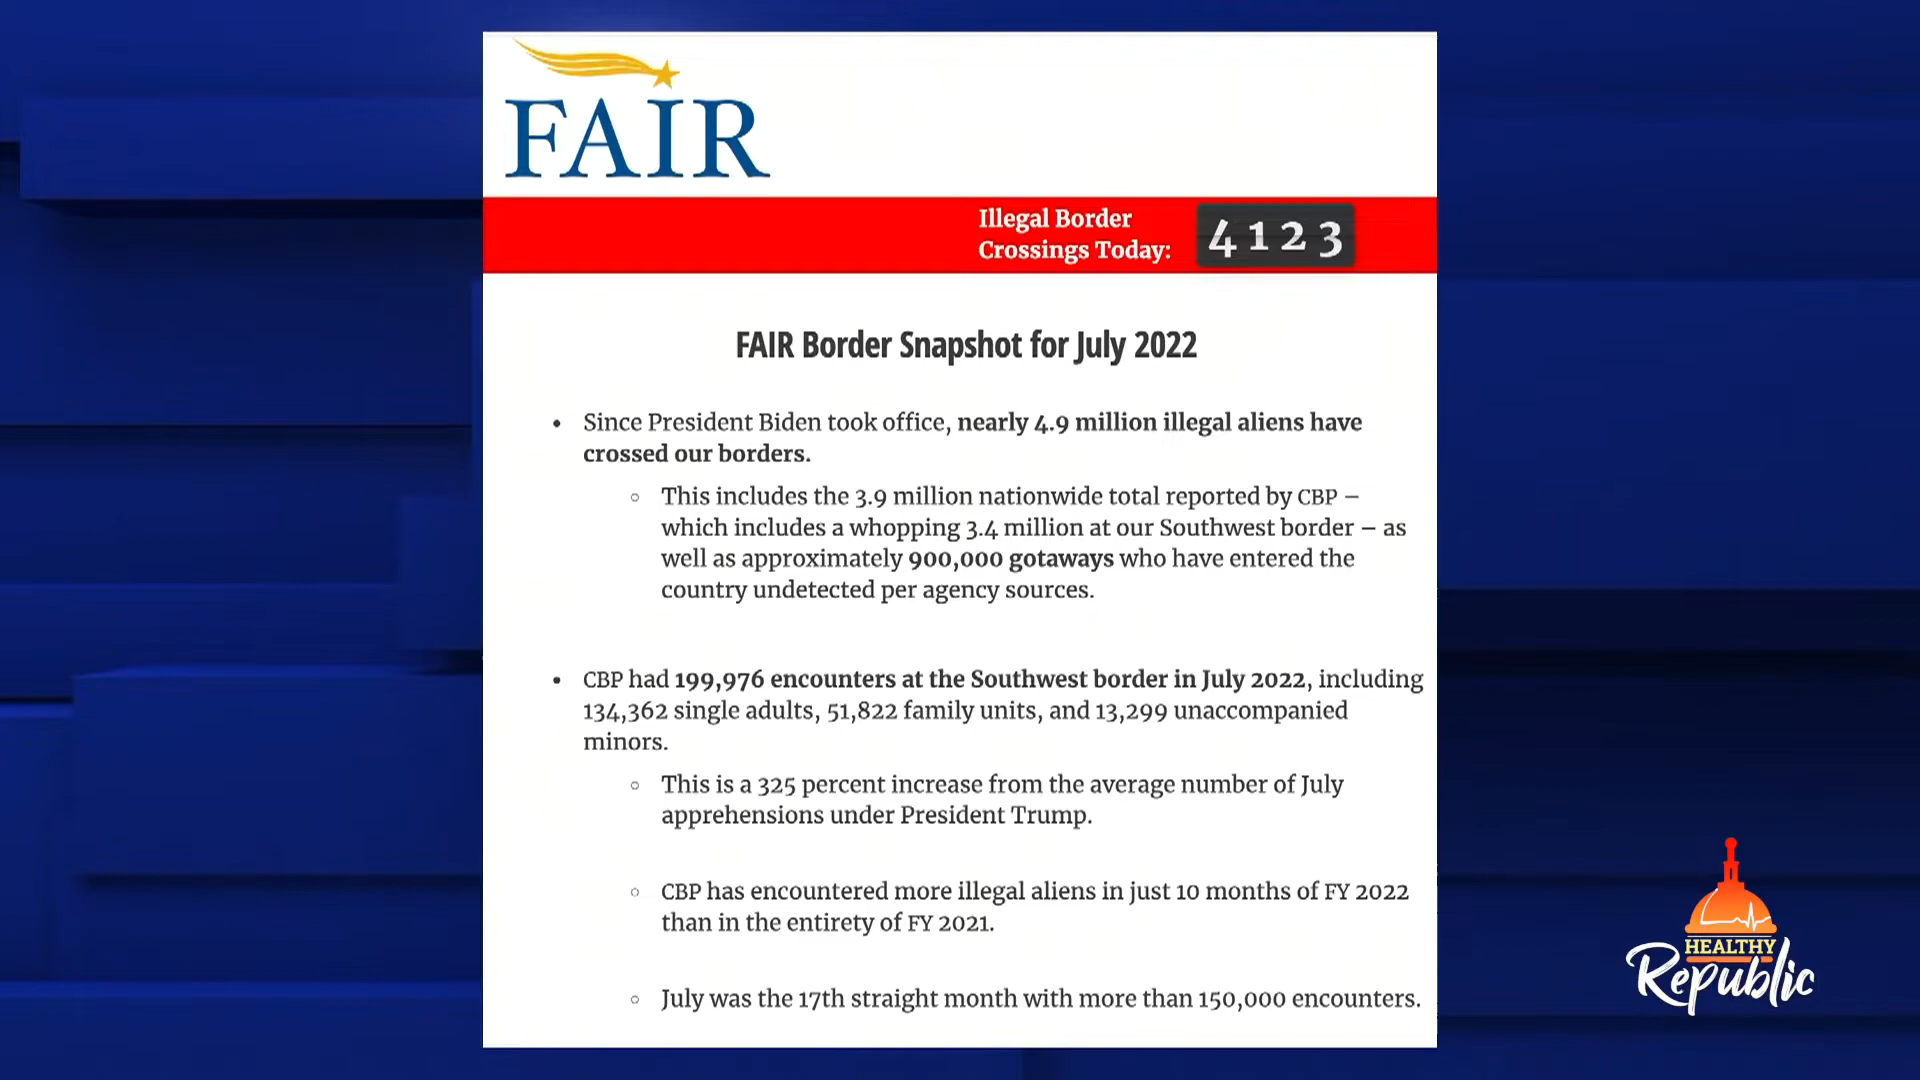 FAIR
Illegal Border
Crossings Today:
4123
FAIR Border Snapshot for July 2022
• Since President Biden took office, nearly 4.9 million illegal aliens have
crossed our borders.
○ This includes the 3.9 million nationwide total reported by CBP –
which includes a whopping 3.4 million at our Southwest border – as
well as approximately 900,000 gotaways who have entered the
country undetected per agency sources.
• CBP had 199,976 encounters at the Southwest border in July 2022, including
134,362 single adults, 51,822 family units, and 13,299 unaccompanied
minors.
○ This is a 325 percent increase from the average number of July
apprehensions under President Trump.
○ CBP has encountered more illegal aliens in just 10 months of FY 2022
than in the entirety of FY 2021.
○ July was the 17th straight month with more than 150,000 encounters.
HEALTHY
Republic